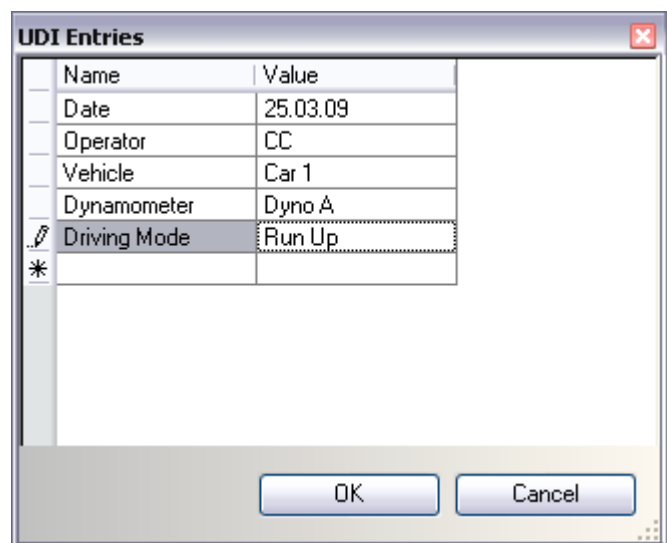 UDI Entries
Name Value
Date 25.03.09
Operator CC
Vehicle Car 1
Dynamometer Dyno A
Driving Mode Run Up
OK Cancel